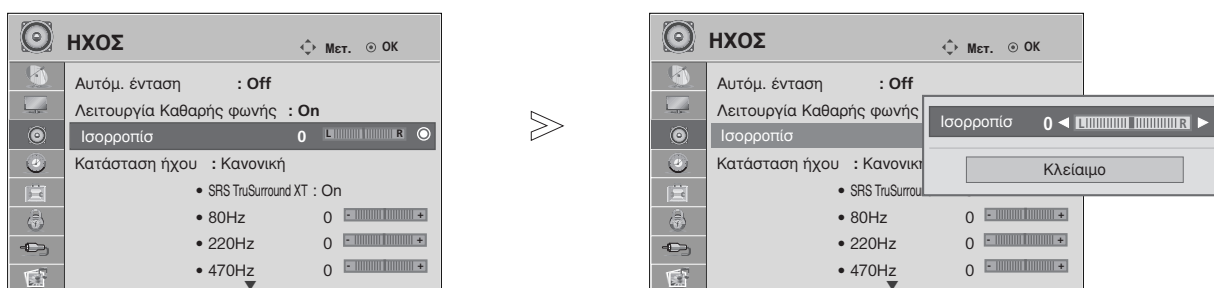 ΗΧΟΣ Μετ. OK
Αυτόμ. ένταση : Off
Λειτουργία Καθαρής φωνής : On
Ισορροπίσ 0 L R
Κατάσταση ήχου : Κανονική
• SRS TruSurround XT : On
• 80Hz 0 - +
• 220Hz 0 - +
• 470Hz 0 - +
ΗΧΟΣ Μετ. OK
Αυτόμ. ένταση : Off
Λειτουργία Καθαρής φωνής
Ισορροπίσ
Κατάσταση ήχου : Κανονικ
• SRS TruSurrou
• 80Hz 0 - +
• 220Hz 0 - +
• 470Hz 0 - +
Ισορροπίσ 0 ◄ L R ►
Κλείαιμο